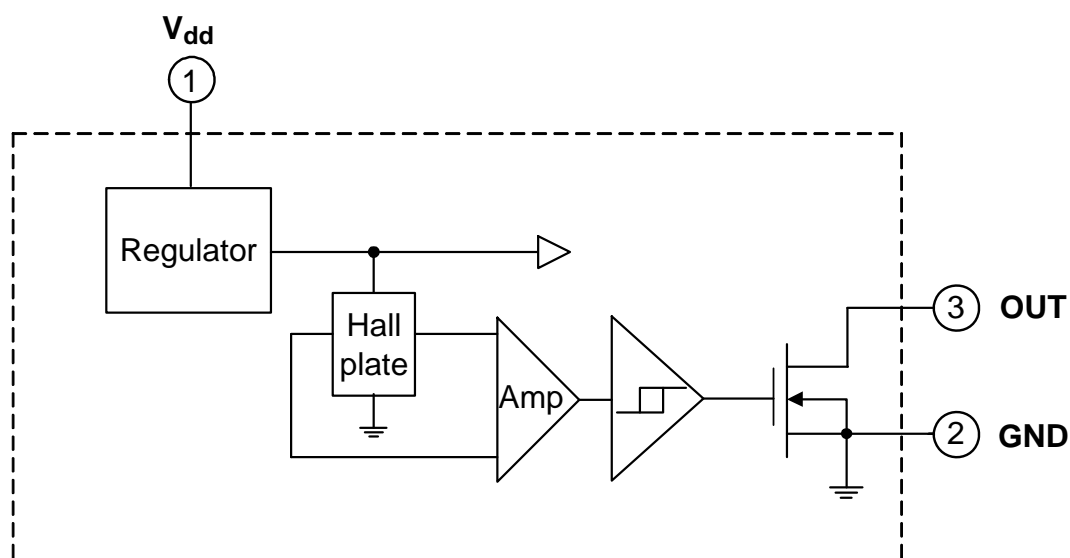 Vdd
1
Regulator
3 OUT
Hall
plate
Amp
2 GND